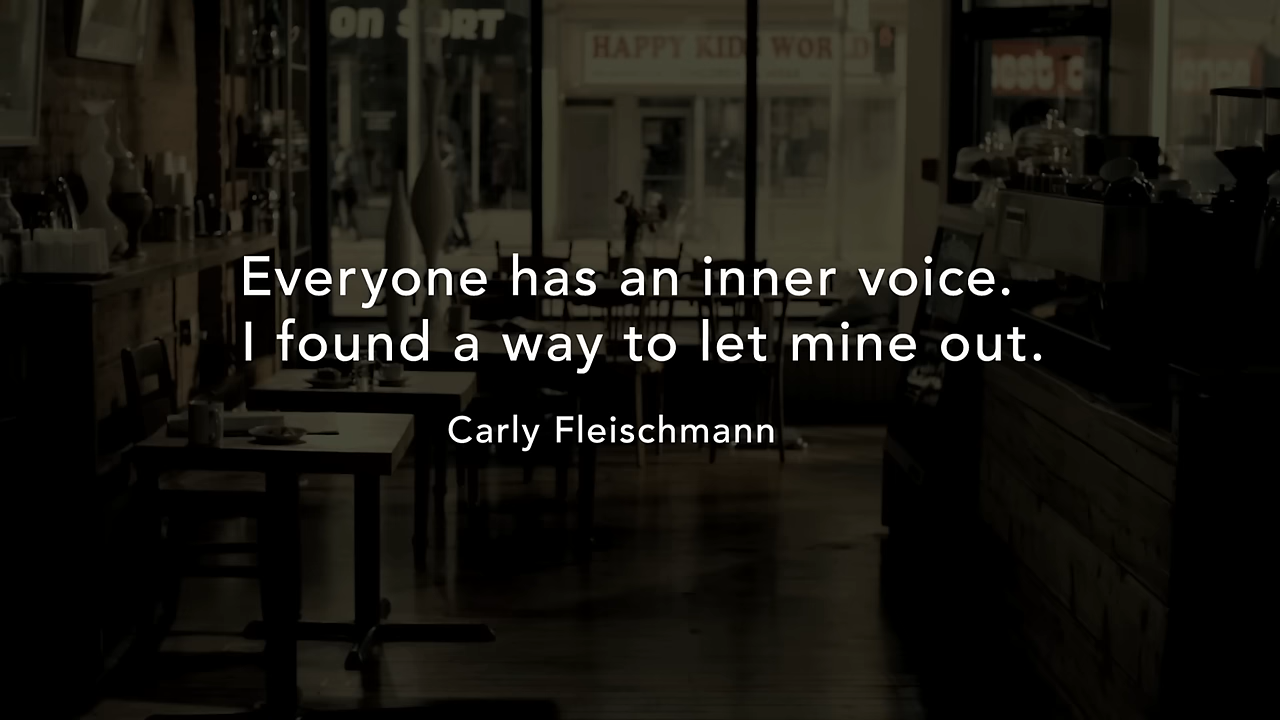 HAPPY KIDS WORLD
Everyone has an inner voice.
I found a way to let mine out.
Carly Fleischmann